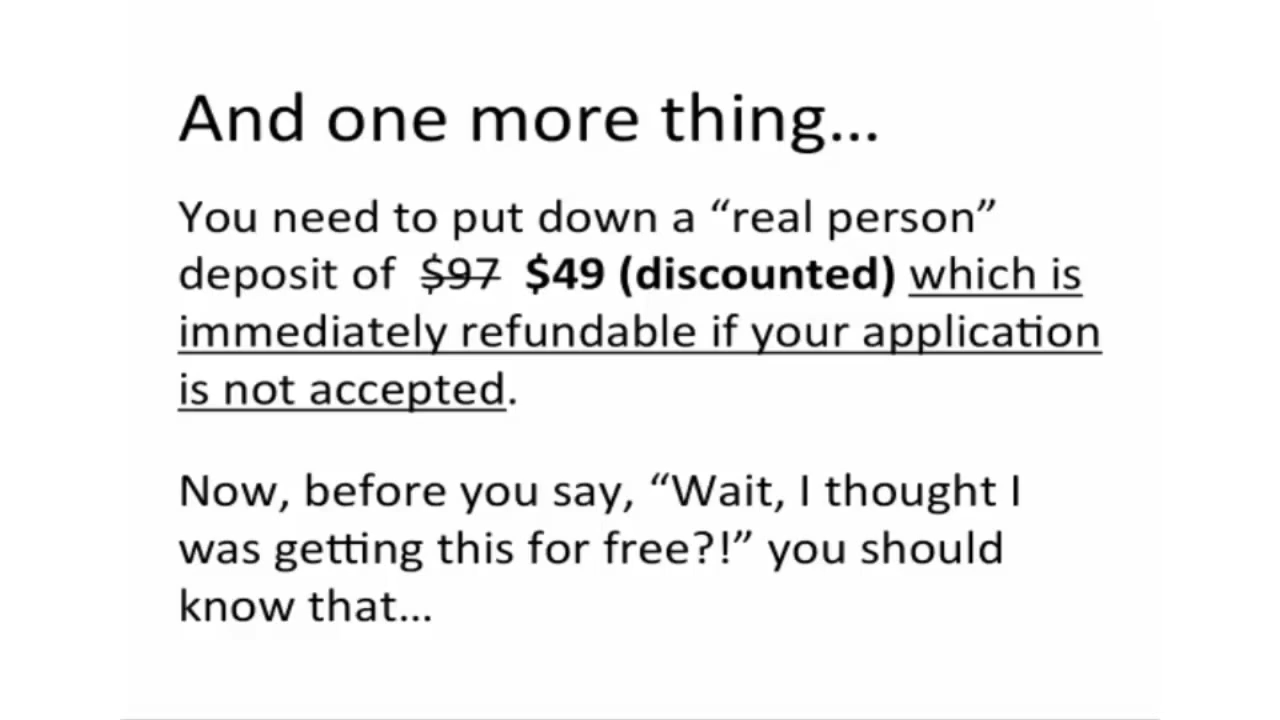 And one more thing...
You need to put down a “real person”
deposit of $97 $49 (discounted) which is
immediately refundable if your application
is not accepted.
Now, before you say, “Wait, I thought I
was getting this for free?!” you should
know that...